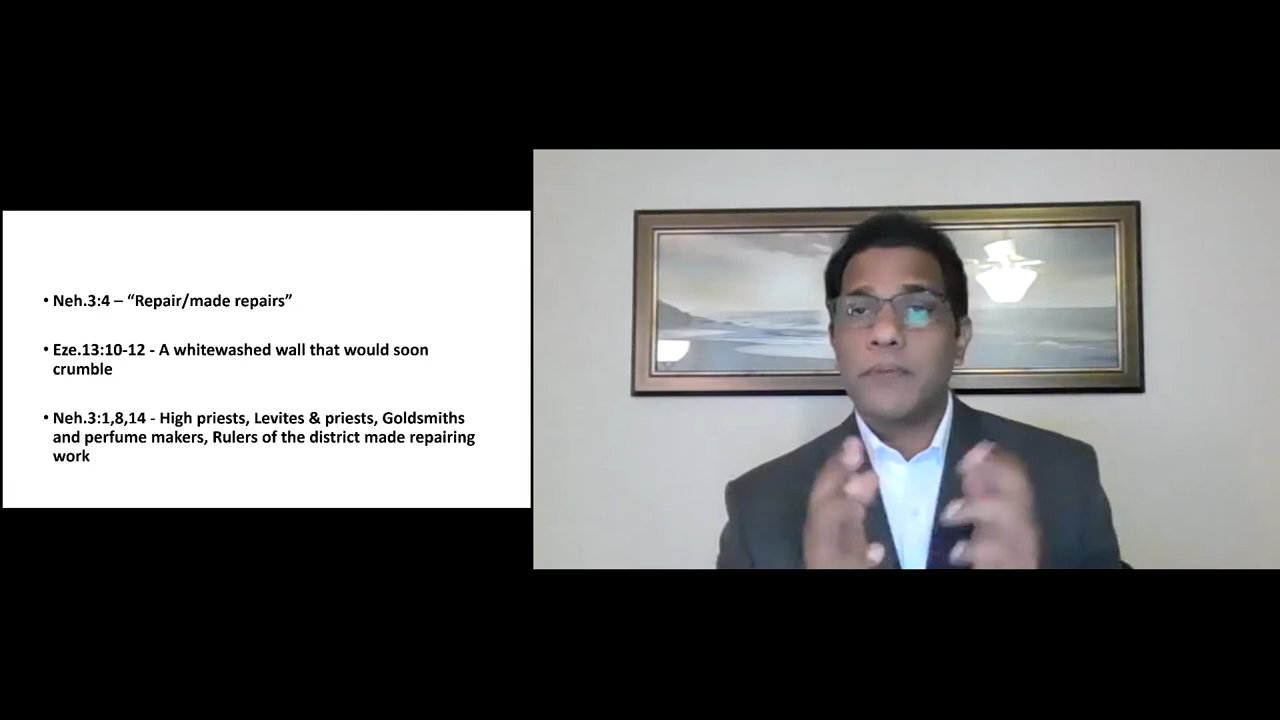 • Neh.3:4 – “Repair/made repairs”
• Eze.13:10-12 - A whitewashed wall that would soon
crumble
• Neh.3:1,8,14 - High priests, Levites & priests, Goldsmiths
and perfume makers, Rulers of the district made repairing
work